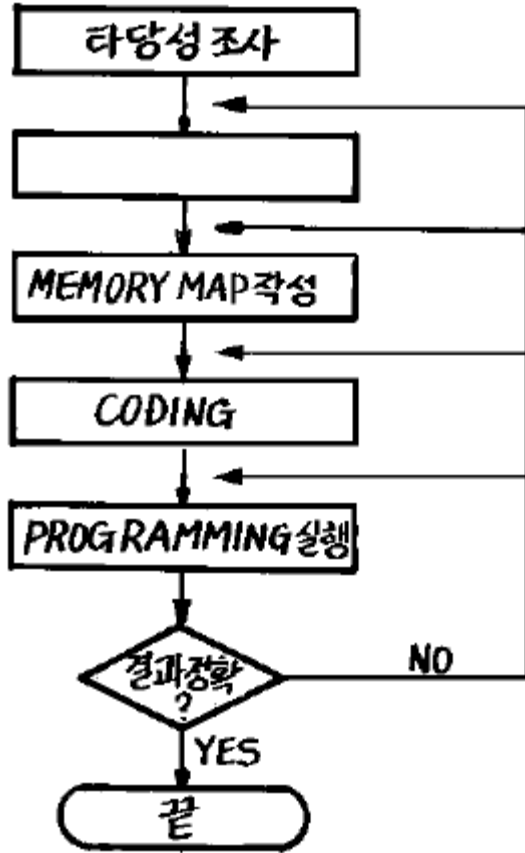 타당성 조사
MEMORY MAP 작성
CODING
PROGRAMMING 실행
결과정확
?
NO
YES
끝